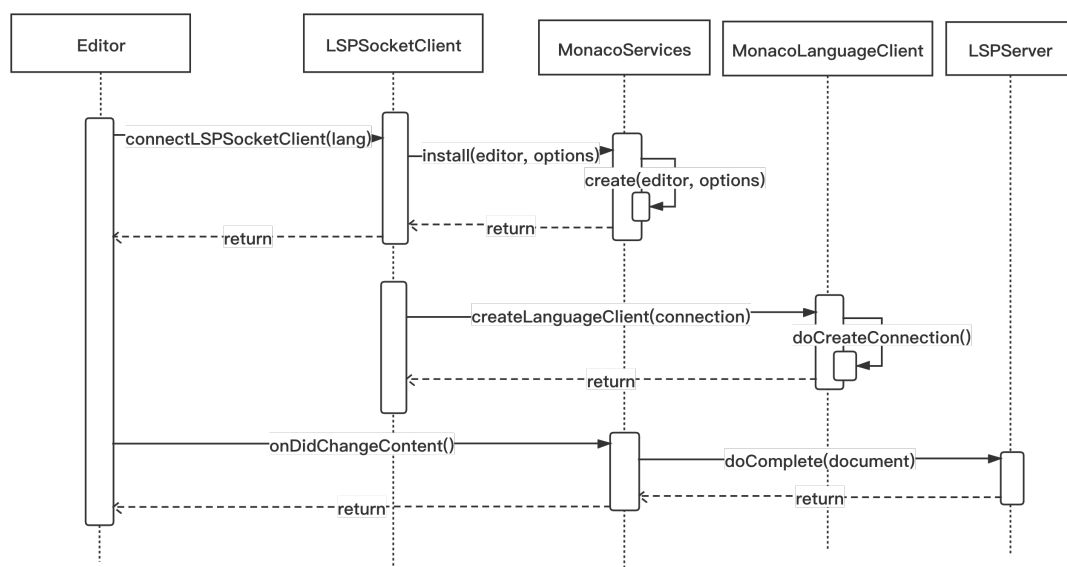 Editor
LSPSocketClient
MonacoServices
MonacoLanguageClient
LSPServer
connectLSPSocketClient(lang)
install(editor, options)
create(editor, options)
return
return
createLanguageClient(connection)
doCreateConnection()
return
onDidChangeContent()
doComplete(document)
return
return